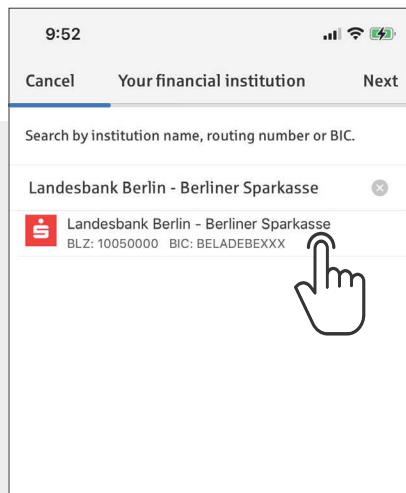 9:52
Cancel Your financial institution Next
Search by institution name, routing number or BIC.
Landesbank Berlin - Berliner Sparkasse
Landesbank Berlin - Berliner Sparkasse
BLZ: 10050000 BIC: BELADEBEXXX